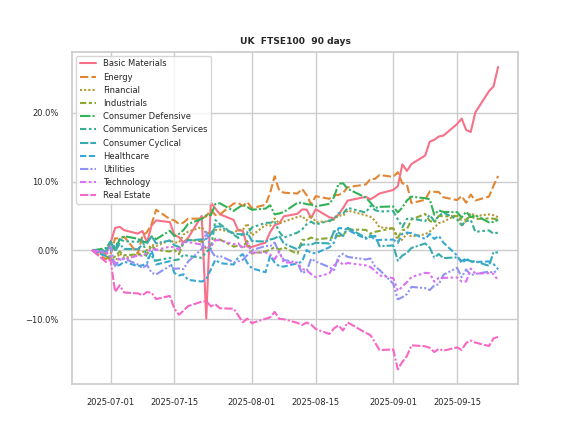 UK FTSE100 90 days
Basic Materials
Energy
Financial
Industrials
Consumer Defensive
Communication Services
Consumer Cyclical
Healthcare
Utilities
Technology
Real Estate
20.0%
10.0%
0.0%
−10.0%
2025-07-01 2025-07-15 2025-08-01 2025-08-15 2025-09-01 2025-09-15